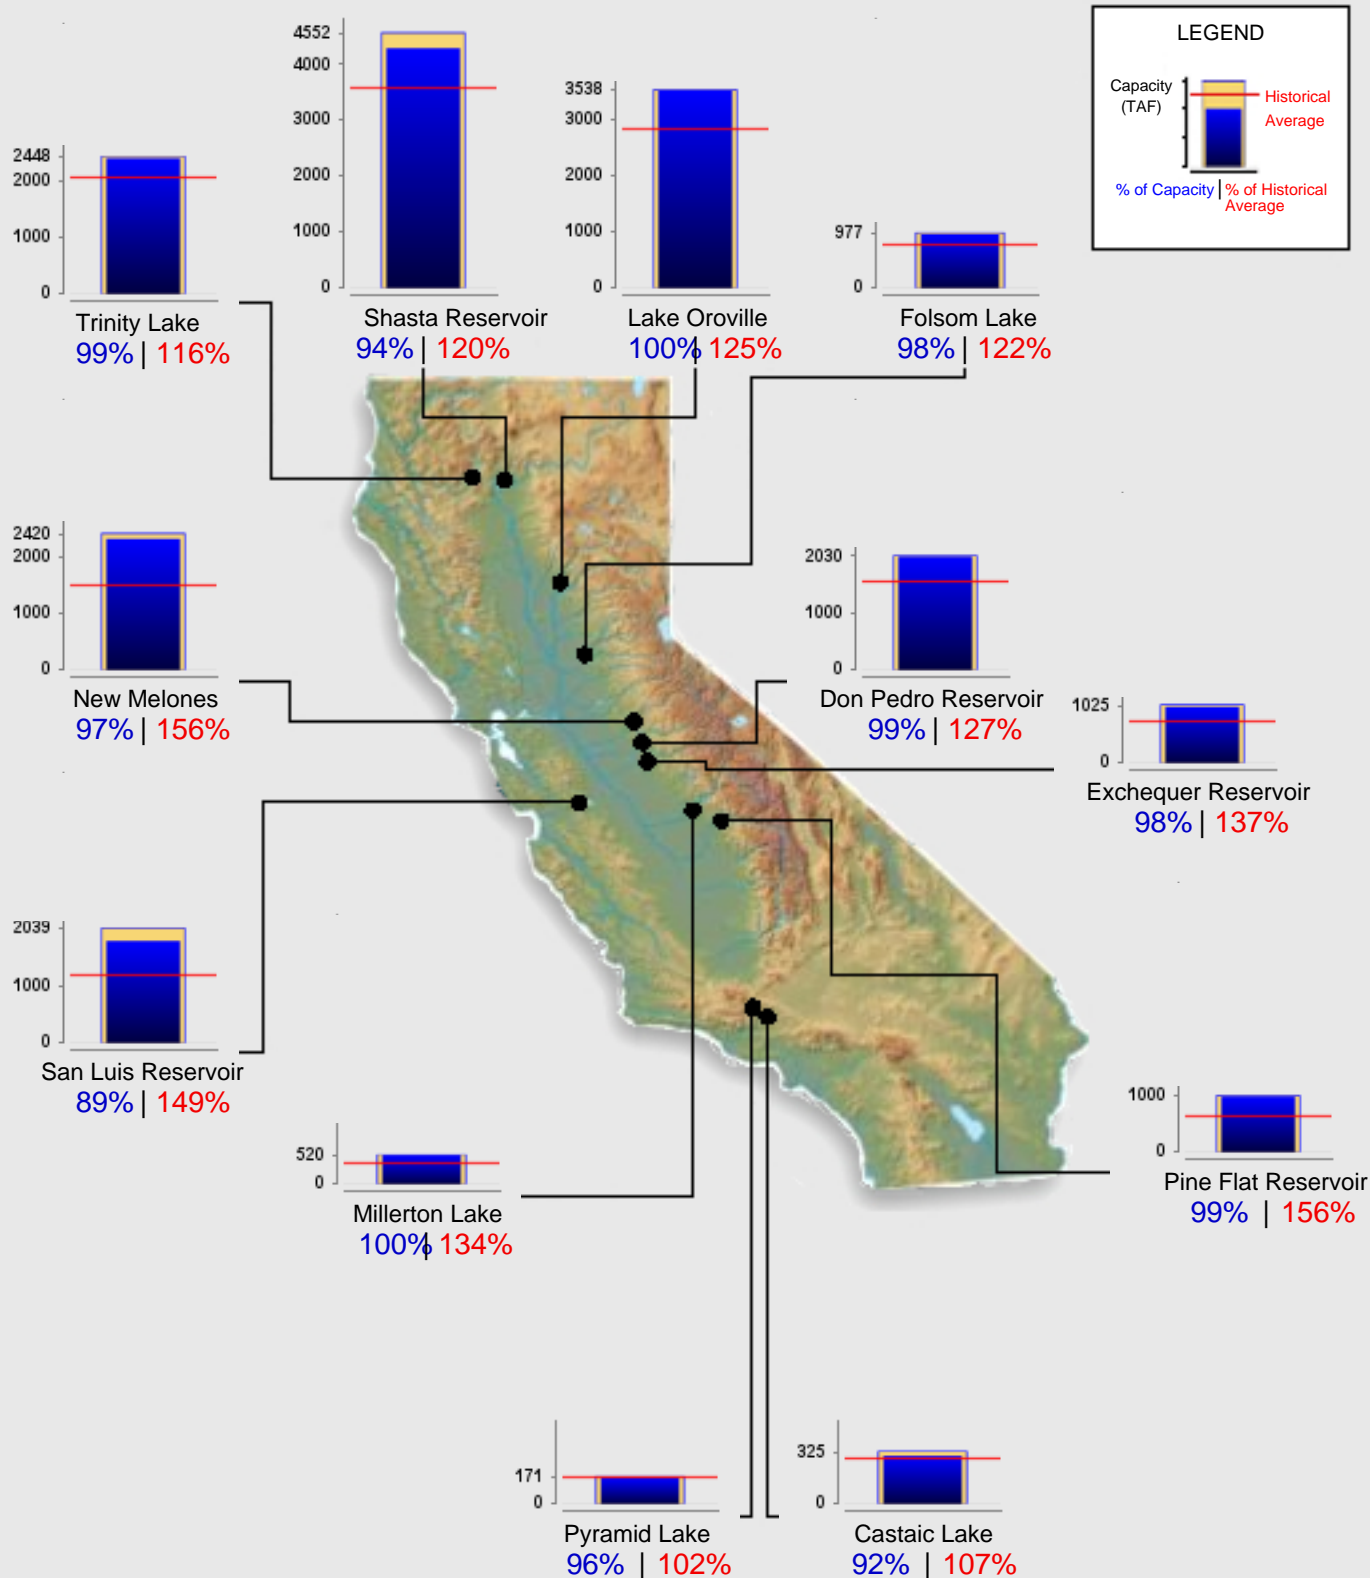 LEGEND
Capacity
(TAF)
Historical
Average
% of Capacity | % of Historical
Average
4552
4000
3000
2000
1000
0
Shasta Reservoir
94% | 120%
3538
3000
2000
1000
0
Lake Oroville
100% 125%
2448
2000
1000
0
Trinity Lake
99% | 116%
977
0
Folsom Lake
98% | 122%
2420
2000
1000
0
New Melones
97% | 156%
2030
1000
0
Don Pedro Reservoir
99% | 127%
1025
0
Exchequer Reservoir
98% | 137%
2039
1000
0
San Luis Reservoir
89% | 149%
520
0
Millerton Lake
100% | 134%
1000
0
Pine Flat Reservoir
99% | 156%
171
0
Pyramid Lake
96% | 102%
325
0
Castaic Lake
92% | 107%